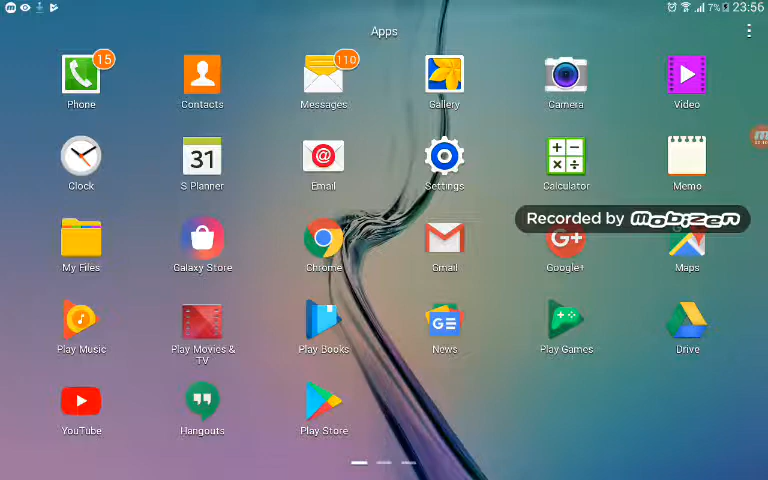 7% 23:56
Apps
15
110
Phone Contacts Messages Gallery Camera Video
31
Clock S Planner Email Settings Calculator Memo
Recorded by Mobizen
G+
My Files Galaxy Store Chrome Gmail Google+ Maps
GE
Play Music Play Movies & TV Play Books News Play Games Drive
YouTube Hangouts Play Store